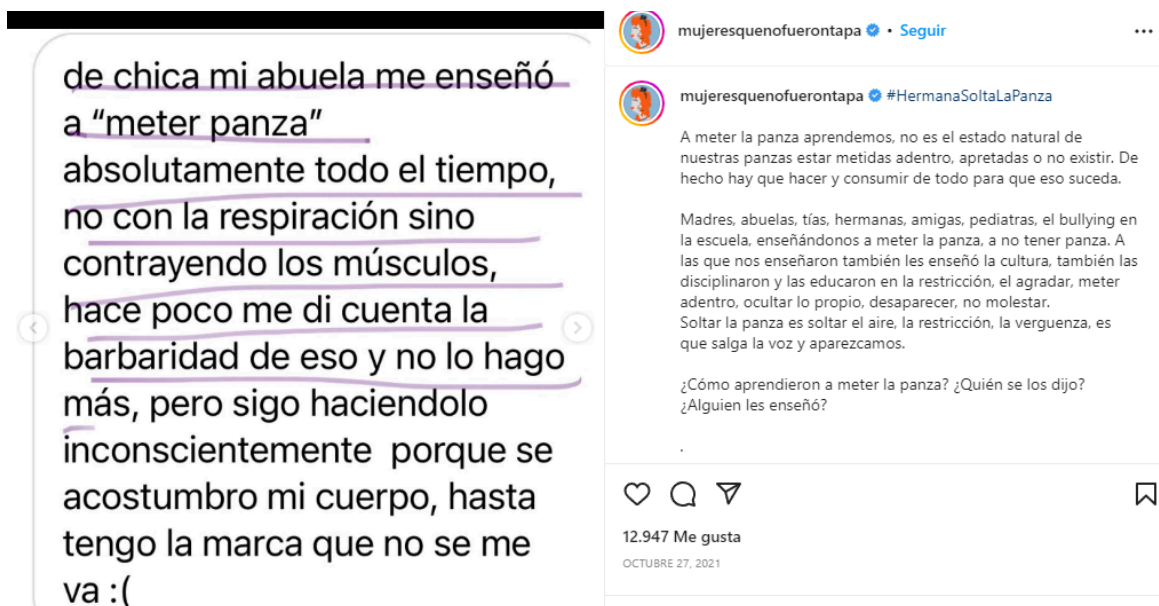 de chica mi abuela me enseñó
a “meter panza”
absolutamente todo el tiempo,
no con la respiración sino
contrayendo los músculos,
hace poco me di cuenta la
barbaridad de eso y no lo hago
más, pero sigo haciendolo
inconscientemente porque se
acostumbro mi cuerpo, hasta
tengo la marca que no se me
va :(
mujeresquenofuerontapa • Seguir
mujeresquenofuerontapa #HermanaSoltaLaPanza
A meter la panza aprendemos, no es el estado natural de
nuestras panzas estar metidas adentro, apretadas o no existir. De
hecho hay que hacer y consumir de todo para que eso suceda.
Madres, abuelas, tías, hermanas, amigas, pediatras, el bullying en
la escuela, enseñándonos a meter la panza, a no tener panza. A
las que nos enseñaron también les enseñó la cultura, también las
disciplinaron y las educaron en la restricción, el agradar, meter
adentro, ocultar lo propio, desaparecer, no molestar.
Soltar la panza es soltar el aire, la restricción, la verguenza, es
que salga la voz y aparezcamos.
¿Cómo aprendieron a meter la panza? ¿Quién se los dijo?
¿Alguien les enseñó?
.
12.947 Me gusta
OCTUBRE 27, 2021